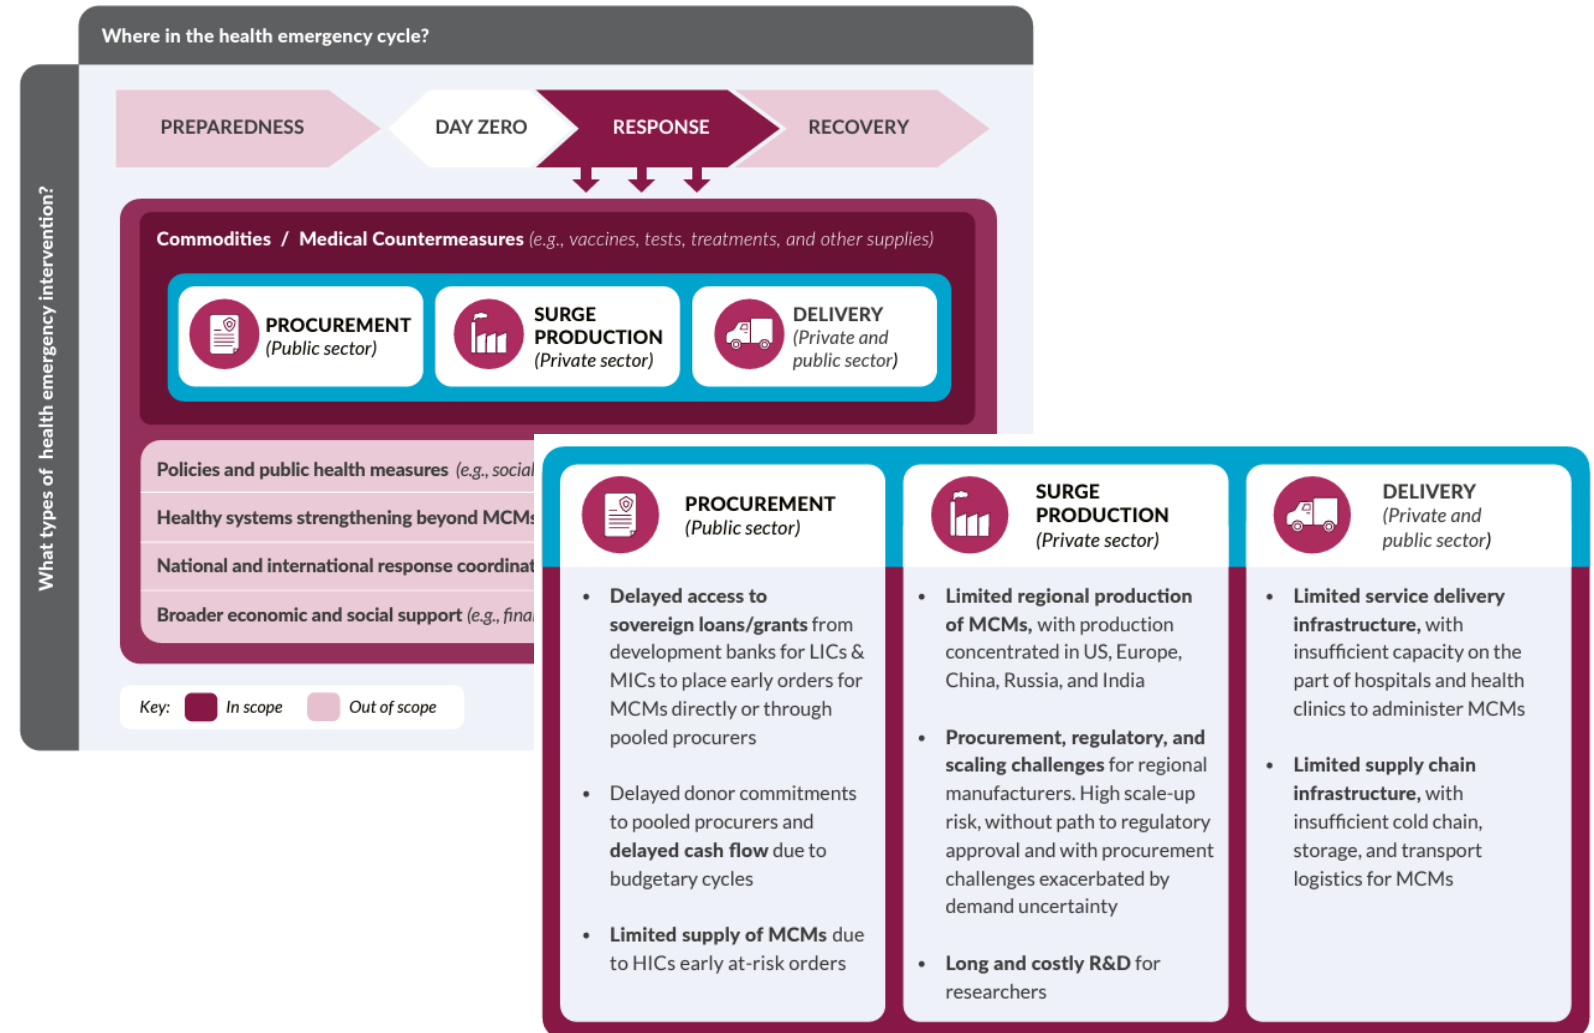 Where in the health emergency cycle?
What types of health emergency intervention?
PREPAREDNESS
DAY ZERO
RESPONSE
RECOVERY
Commodities / Medical Countermeasures (e.g., vaccines, tests, treatments, and other supplies)
PROCUREMENT
(Public sector)
SURGE
PRODUCTION
(Private sector)
DELIVERY
(Private and
public sector)
Policies and public health measures (e.g., social
Healthy systems strengthening beyond MCMs
National and international response coordinat
Broader economic and social support (e.g., finan
Key: In scope Out of scope
PROCUREMENT
(Public sector)
• Delayed access to
sovereign loans/grants from
development banks for LICs &
MICs to place early orders for
MCMs directly or through
pooled procurers
• Delayed donor commitments
to pooled procurers and
delayed cash flow due to
budgetary cycles
• Limited supply of MCMs due
to HICs early at-risk orders
SURGE
PRODUCTION
(Private sector)
• Limited regional production
of MCMs, with production
concentrated in US, Europe,
China, Russia, and India
• Procurement, regulatory, and
scaling challenges for regional
manufacturers. High scale-up
risk, without path to regulatory
approval and with procurement
challenges exacerbated by
demand uncertainty
• Long and costly R&D for
researchers
DELIVERY
(Private and
public sector)
• Limited service delivery
infrastructure, with
insufficient capacity on the
part of hospitals and health
clinics to administer MCMs
• Limited supply chain
infrastructure, with
insufficient cold chain,
storage, and transport
logistics for MCMs